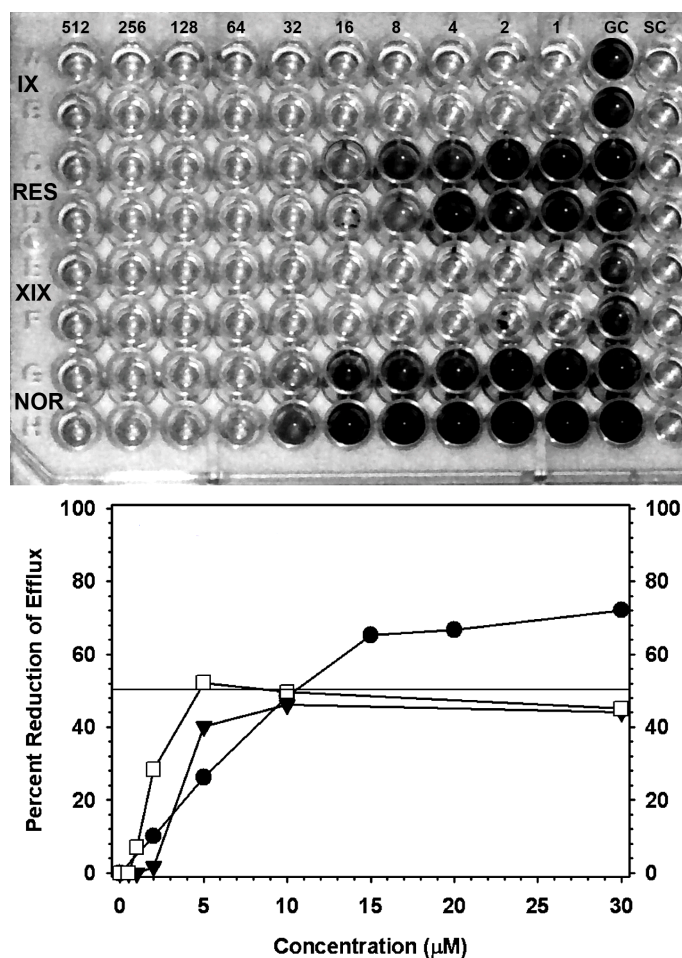 512 256 128 64 32 16 8 4 2 1 GC SC
A
IX
B
C
RES
D
E
XIX
F
G
NOR
H
100 100
80 80
60 60
40 40
20 20
0 0
Percent Reduction of Efflux
0 5 10 15 20 25 30
Concentration (μM)